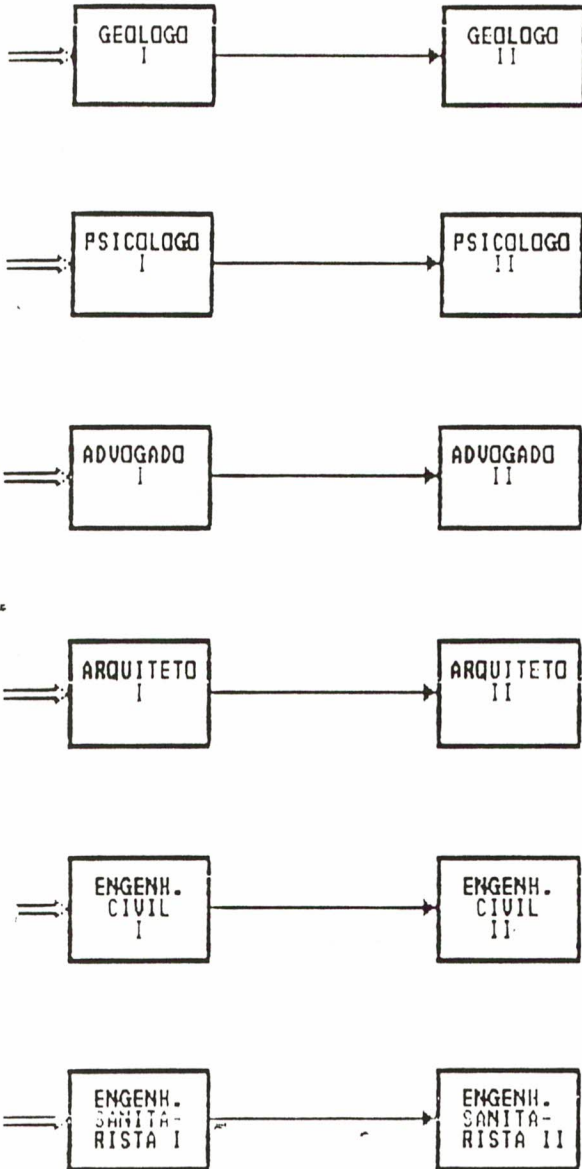 GEOLOGO
I
GEOLOGO
II
PSICOLOGO
I
PSICOLOGO
II
ADVOGADO
I
ADVOGADO
II
ARQUITETO
I
ARQUITETO
II
ENGENH.
CIVIL
I
ENGENH.
CIVIL
II
ENGENH.
SANITA-
RISTA I
ENGENH.
SANITA-
RISTA II